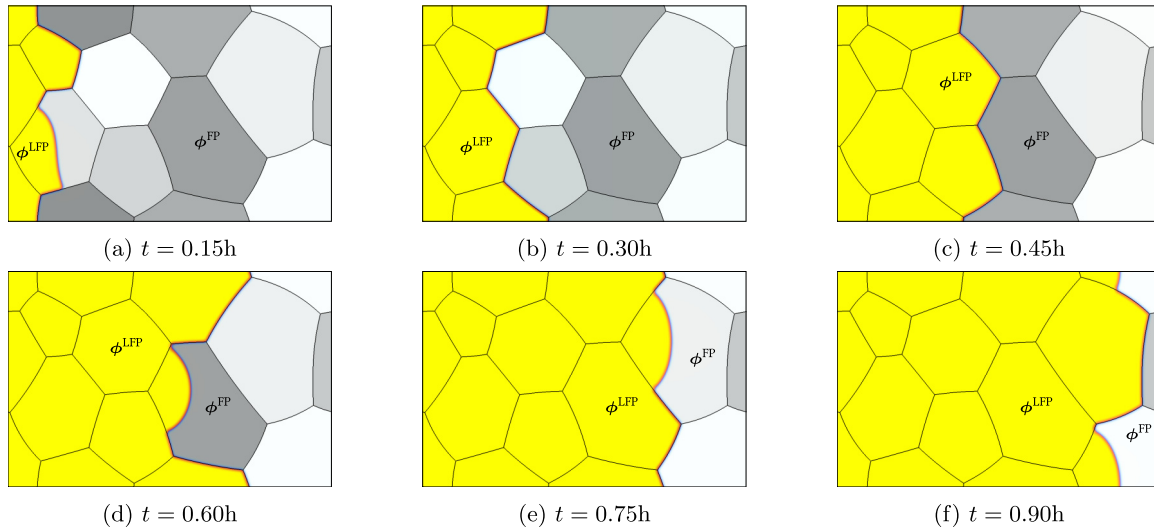 ϕ^LFP ϕ^FP
ϕ^LFP ϕ^FP
ϕ^LFP ϕ^FP
(a) t = 0.15h
(b) t = 0.30h
(c) t = 0.45h
ϕ^LFP ϕ^FP
ϕ^LFP ϕ^FP
ϕ^LFP ϕ^FP
(d) t = 0.60h
(e) t = 0.75h
(f) t = 0.90h